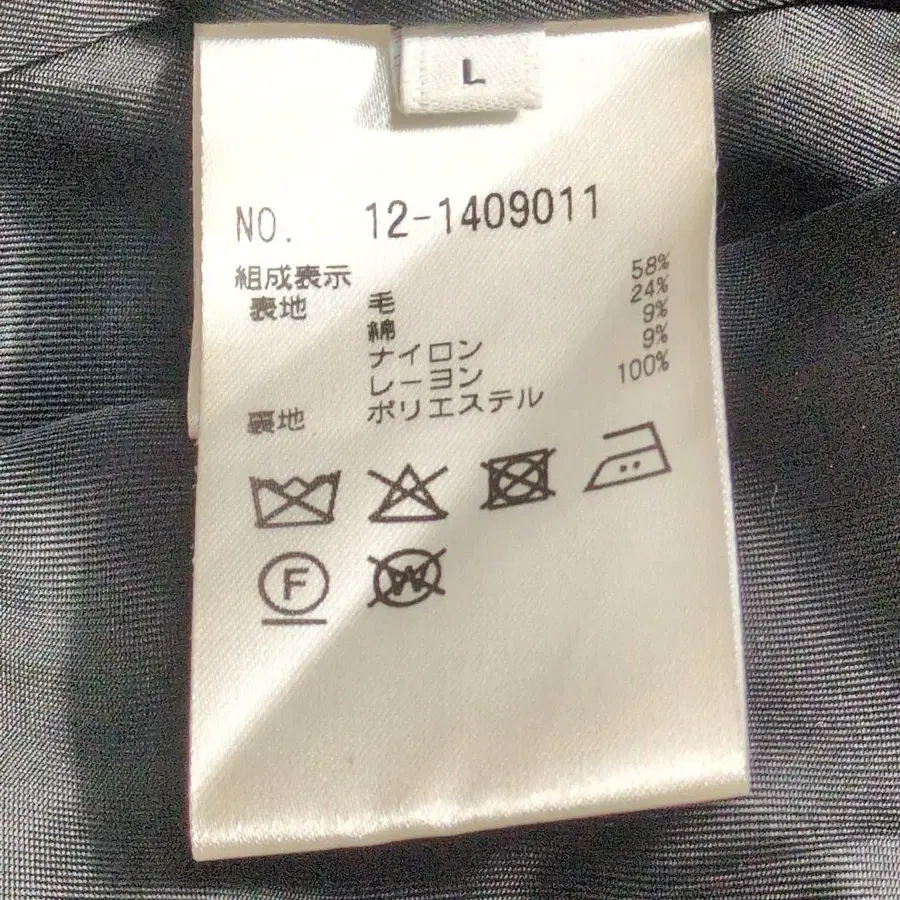 L
NO. 12-1409011
組成表示
表地 毛 58%
綿 24%
ナイロン 9%
レーヨン 9%
裏地 ポリエステル 100%
F
W